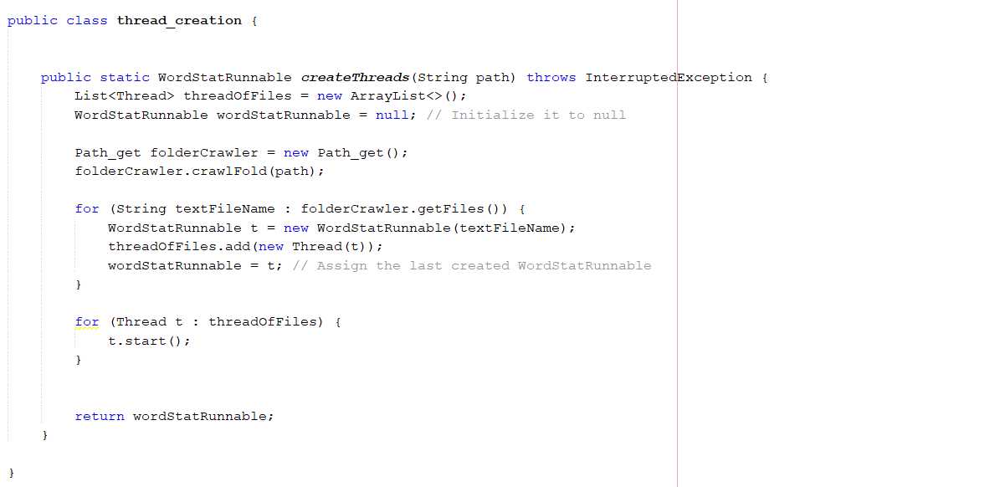 public class thread_creation {
public static WordStatRunnable createThreads(String path) throws InterruptedException {
List<Thread> threadOfFiles = new ArrayList<>();
WordStatRunnable wordStatRunnable = null; // Initialize it to null
Path_get folderCrawler = new Path_get();
folderCrawler.crawlFold(path);
for (String textFileName : folderCrawler.getFiles()) {
WordStatRunnable t = new WordStatRunnable(textFileName);
threadOfFiles.add(new Thread(t));
wordStatRunnable = t; // Assign the last created WordStatRunnable
}
for (Thread t : threadOfFiles) {
t.start();
}
return wordStatRunnable;
}
}